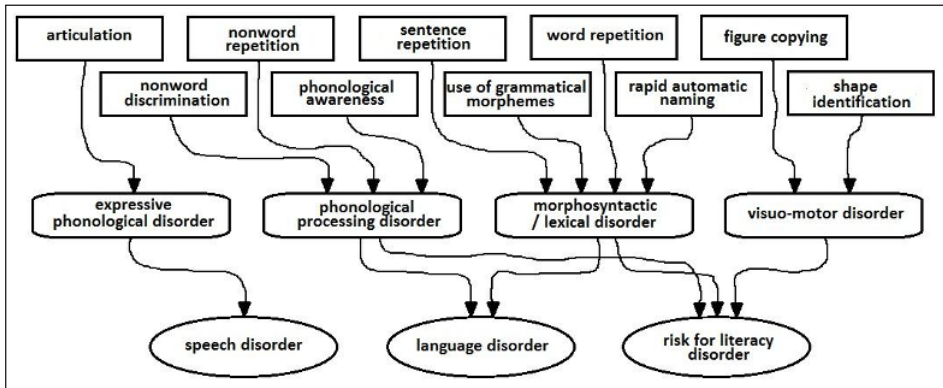 articulation
nonword
repetition
sentence
repetition
word repetition
figure copying
nonword
discrimination
phonological
awareness
use of grammatical
morphemes
rapid automatic
naming
shape
identification
expressive
phonological disorder
phonological
processing disorder
morphosyntactic
/ lexical disorder
visuo-motor disorder
speech disorder
language disorder
risk for literacy
disorder